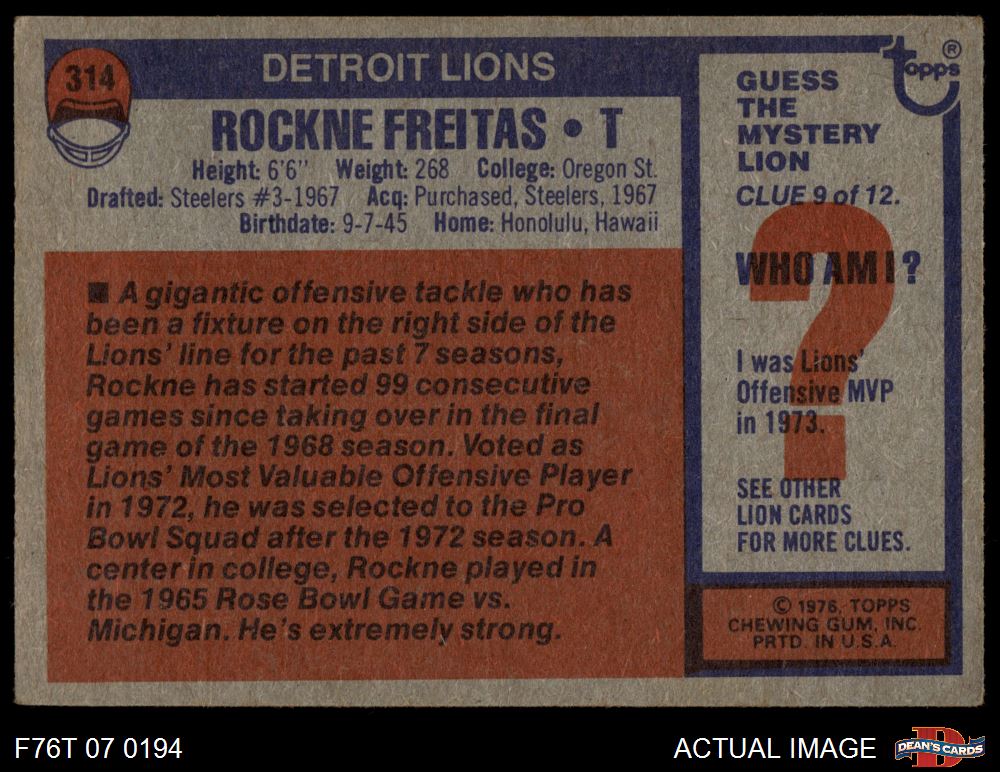 314
DETROIT LIONS
ROCKNE FREITAS • T
Height: 6'6" Weight: 268 College: Oregon St.
Drafted: Steelers #3-1967 Acq: Purchased, Steelers, 1967
Birthdate: 9-7-45 Home: Honolulu, Hawaii
■ A gigantic offensive tackle who has
been a fixture on the right side of the
Lions' line for the past 7 seasons,
Rockne has started 99 consecutive
games since taking over in the final
game of the 1968 season. Voted as
Lions' Most Valuable Offensive Player
in 1972, he was selected to the Pro
Bowl Squad after the 1972 season. A
center in college, Rockne played in
the 1965 Rose Bowl Game vs.
Michigan. He's extremely strong.
topps ®
GUESS
THE
MYSTERY
LION
CLUE 9 of 12.
?
WHO AM I?
I was Lions'
Offensive MVP
in 1973.
SEE OTHER
LION CARDS
FOR MORE CLUES.
© 1976, TOPPS
CHEWING GUM, INC.
PRTD. IN U.S.A.
F76T 07 0194
ACTUAL IMAGE
D
DEAN'S CARDS